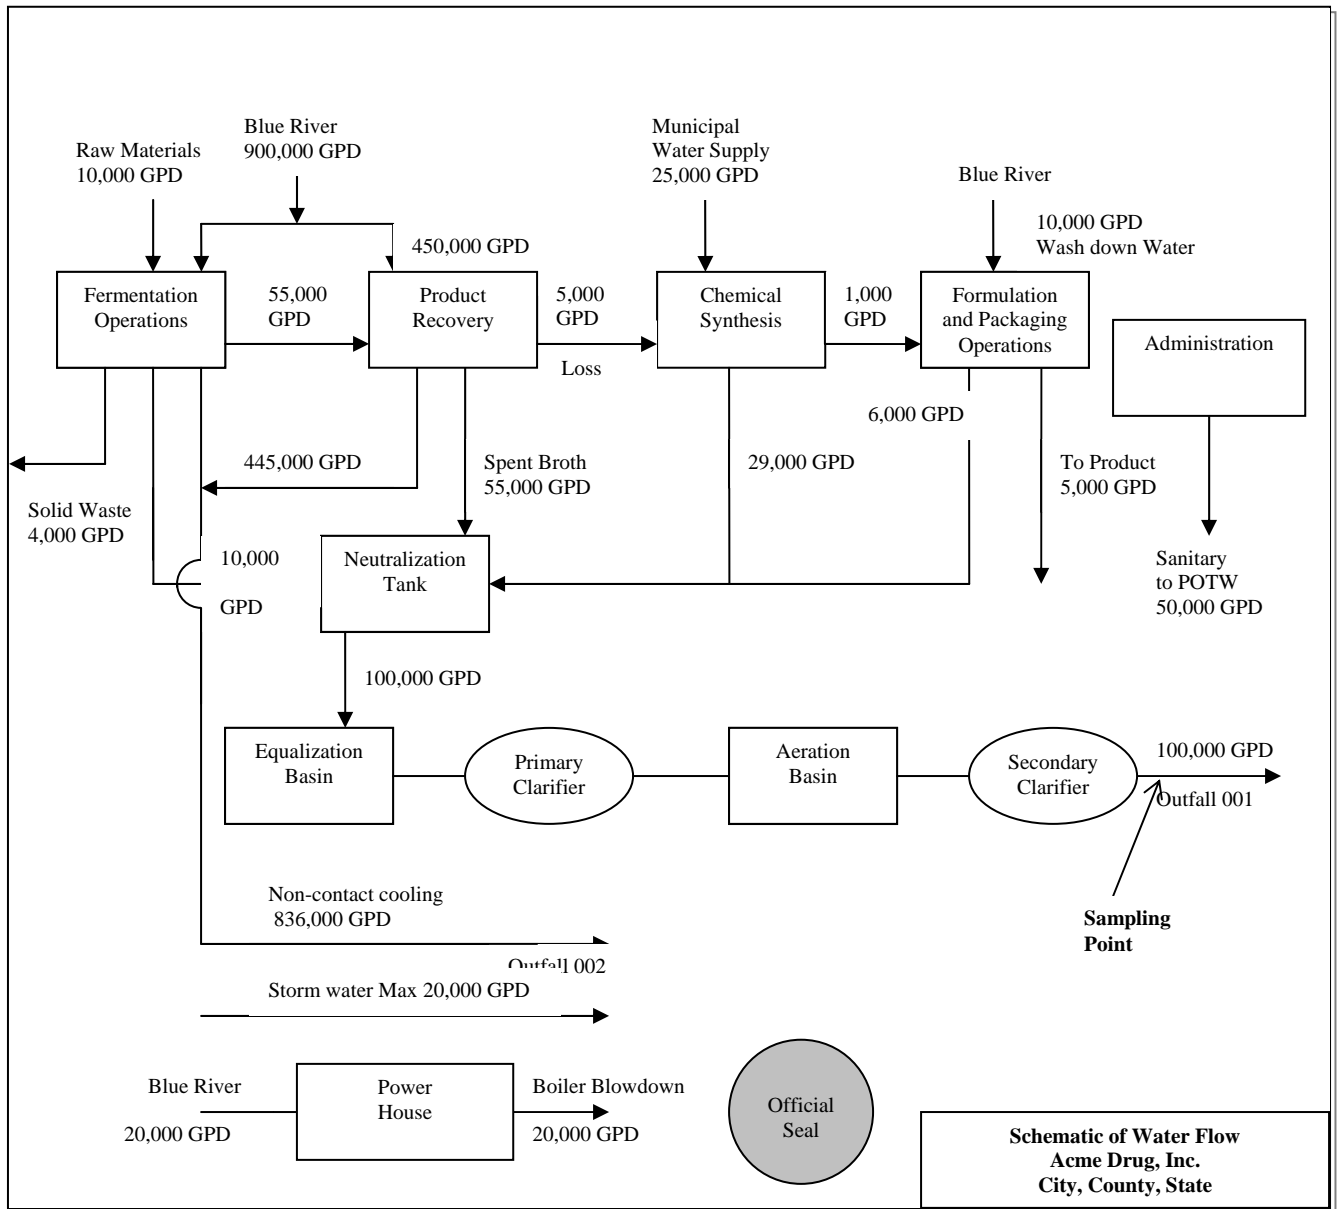 Raw Materials
10,000 GPD
Blue River
900,000 GPD
Municipal
Water Supply
25,000 GPD
Blue River
10,000 GPD
Wash down Water
450,000 GPD
Fermentation
Operations
55,000
GPD
Product
Recovery
5,000
GPD
Loss
Chemical
Synthesis
1,000
GPD
Formulation
and Packaging
Operations
Administration
Solid Waste
4,000 GPD
445,000 GPD
Spent Broth
55,000 GPD
29,000 GPD
6,000 GPD
To Product
5,000 GPD
Sanitary
to POTW
50,000 GPD
10,000
GPD
Neutralization
Tank
100,000 GPD
Equalization
Basin
Primary
Clarifier
Aeration
Basin
Secondary
Clarifier
100,000 GPD
Outfall 001
Sampling
Point
Non-contact cooling
836,000 GPD
Outfall 002
Storm water Max 20,000 GPD
Blue River
20,000 GPD
Power
House
Boiler Blowdown
20,000 GPD
Official
Seal
Schematic of Water Flow
Acme Drug, Inc.
City, County, State